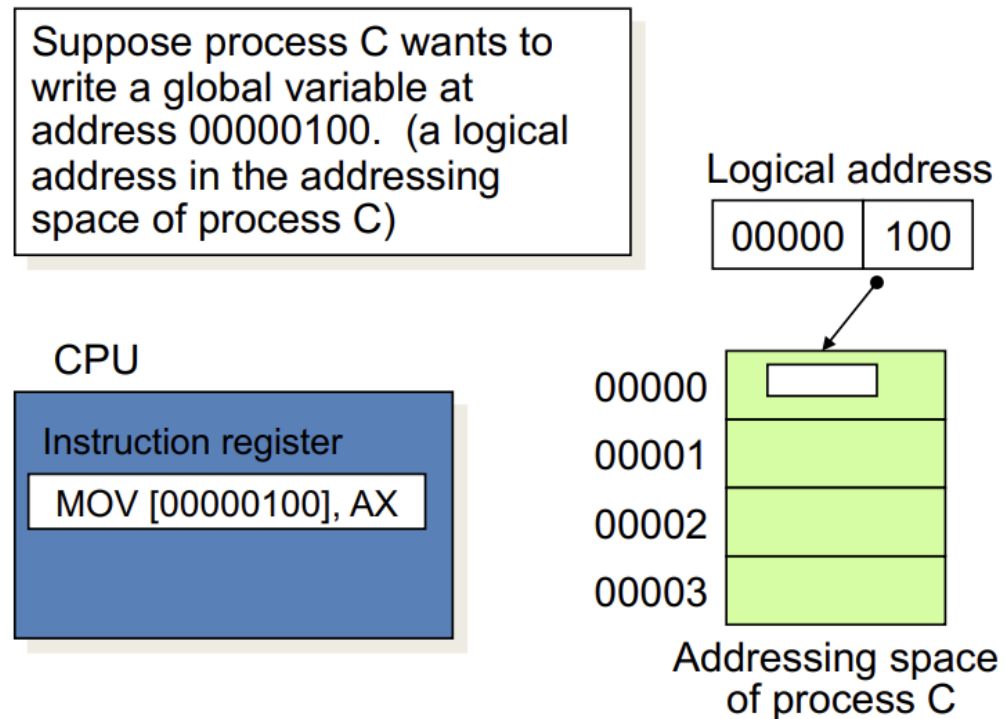 Suppose process C wants to
write a global variable at
address 00000100.  (a logical
address in the addressing
space of process C)
Logical address
00000 100
CPU
Instruction register
MOV [00000100], AX
00000
00001
00002
00003
Addressing space
of process C